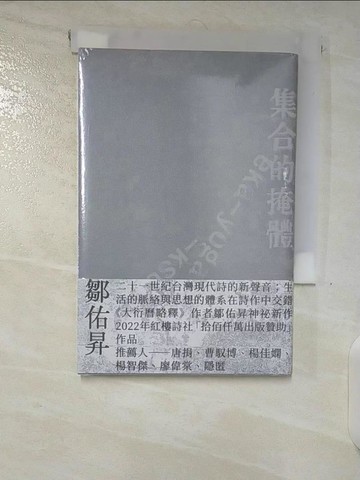 集合的掩體
鄒佑昇
二十一世紀台灣現代詩的新聲音;生
活的脈絡與思想的體系在詩作中交錯
《大衍曆略釋》作者鄒佑昇神祕新作
2022年紅樓詩社「拾佰仟萬出版贊助」
作品
推薦人——唐捐、曹馭博、楊佳嫻、
楊智傑、廖偉棠、隱匿